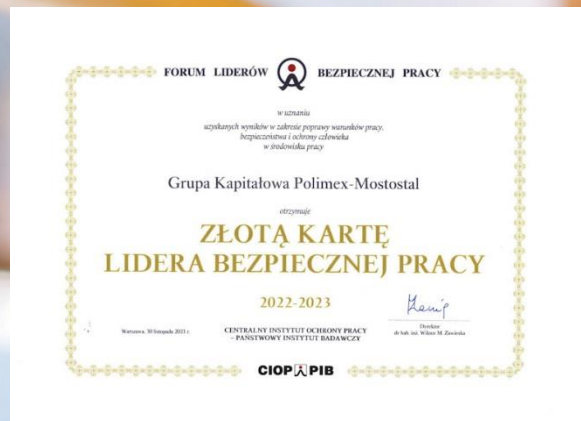 FORUM LIDERÓW BEZPIECZNEJ PRACY
w uznaniu
uzyskanych wyników w zakresie poprawy warunków pracy,
bezpieczeństwa i ochrony człowieka
w środowisku pracy
Grupa Kapitałowa Polimex-Mostostal
otrzymuje
ZŁOTĄ KARTĘ
LIDERA BEZPIECZNEJ PRACY
2022-2023
Warszawa, 30 listopada 2021 r.
CENTRALNY INSTYTUT OCHRONY PRACY
– PAŃSTWOWY INSTYTUT BADAWCZY
Dyrektor
dr hab. inż. Wiktor M. Zawieska
CIOP PIB